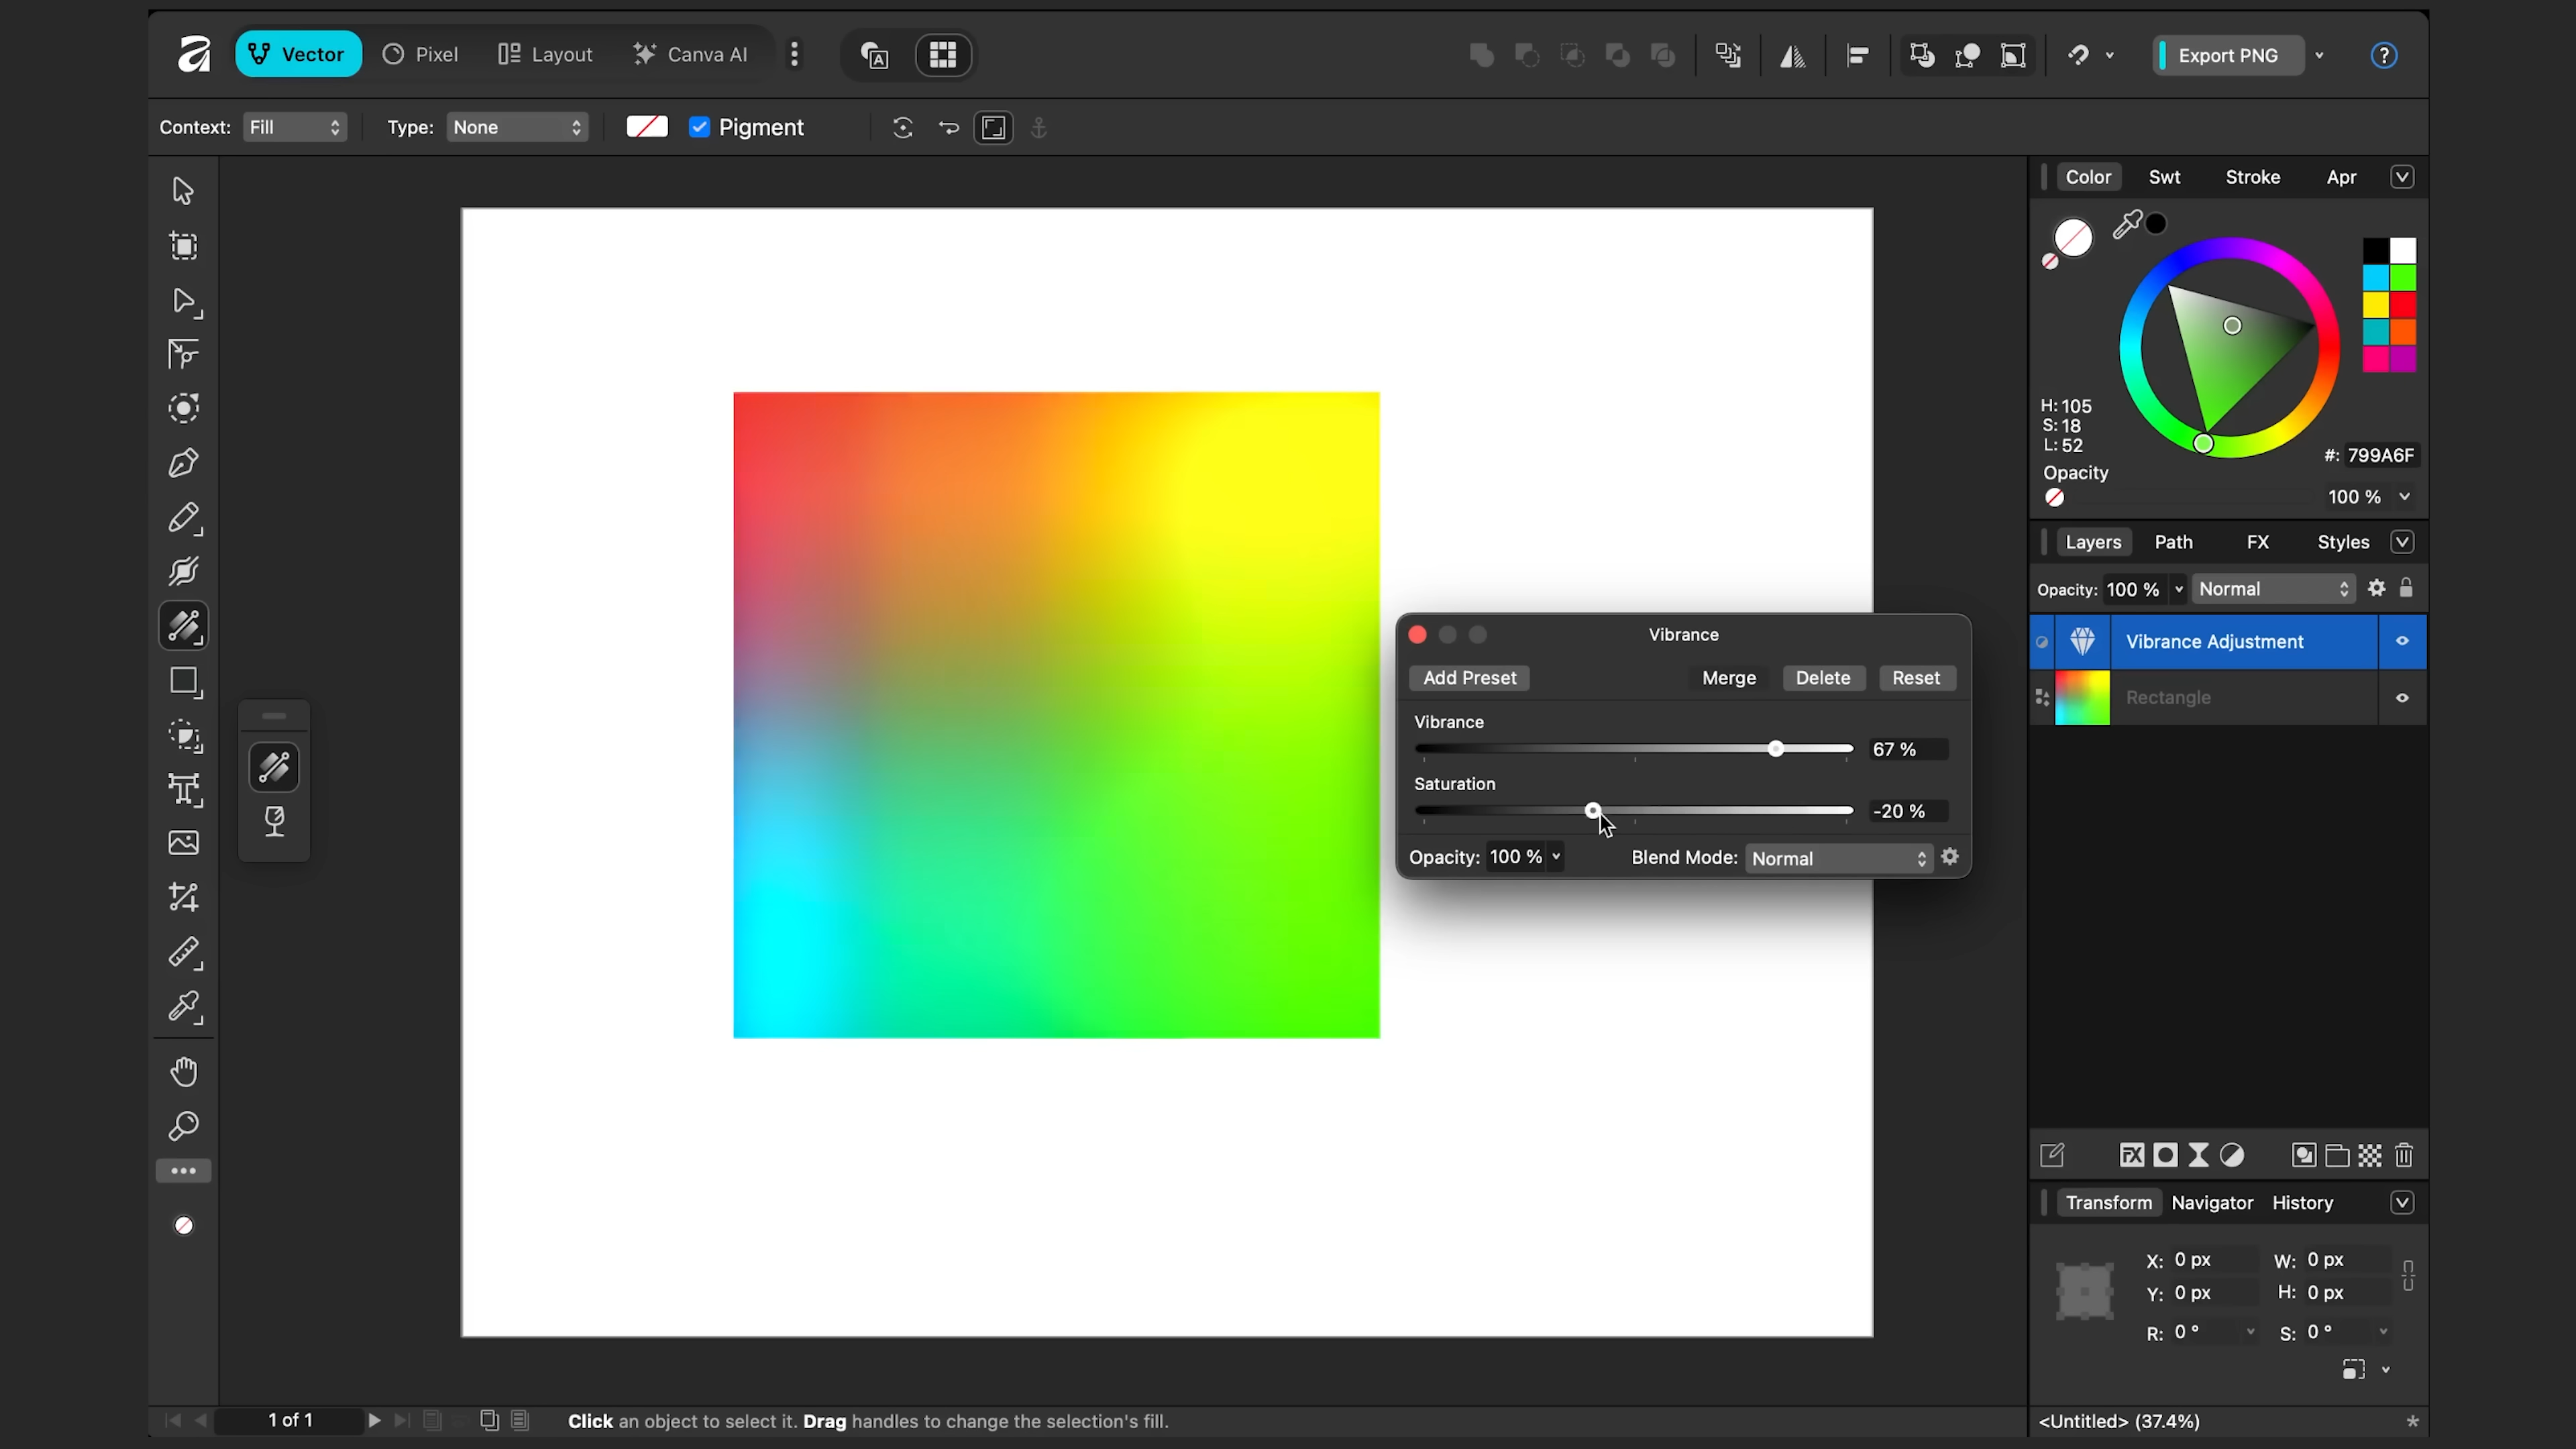 Vector Pixel Layout Canva AI Export PNG ?
Context: Fill Type: None Pigment
Color Swt Stroke Apr
H: 105
S: 18
L: 52
#: 799A6F
Opacity
100 %
Layers Path FX Styles
Opacity: 100 % Normal
Vibrance Adjustment
Rectangle
Vibrance
Add Preset Merge Delete Reset
Vibrance
67 %
Saturation
-20 %
Opacity: 100 % Blend Mode: Normal
FX
Transform Navigator History
X: 0 px W: 0 px
Y: 0 px H: 0 px
R: 0 ° S: 0 °
1 of 1 Click an object to select it. Drag handles to change the selection's fill. <Untitled> (37.4%) *